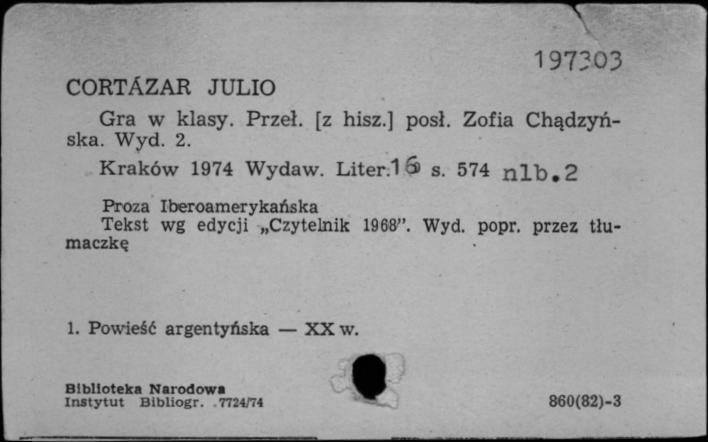 197303
CORTÁZAR JULIO
Gra w klasy. Przeł. [z hisz.] posł. Zofia Chądzyń-
ska. Wyd. 2.
Kraków 1974 Wydaw. Liter. 16 s. 574 nlb.2
Proza Iberoamerykańska
Tekst wg edycji „Czytelnik 1968”. Wyd. popr. przez tłu-
maczkę
1. Powieść argentyńska — XX w.
Biblioteka Narodowa
Instytut Bibliogr. 7724/74
860(82)-3